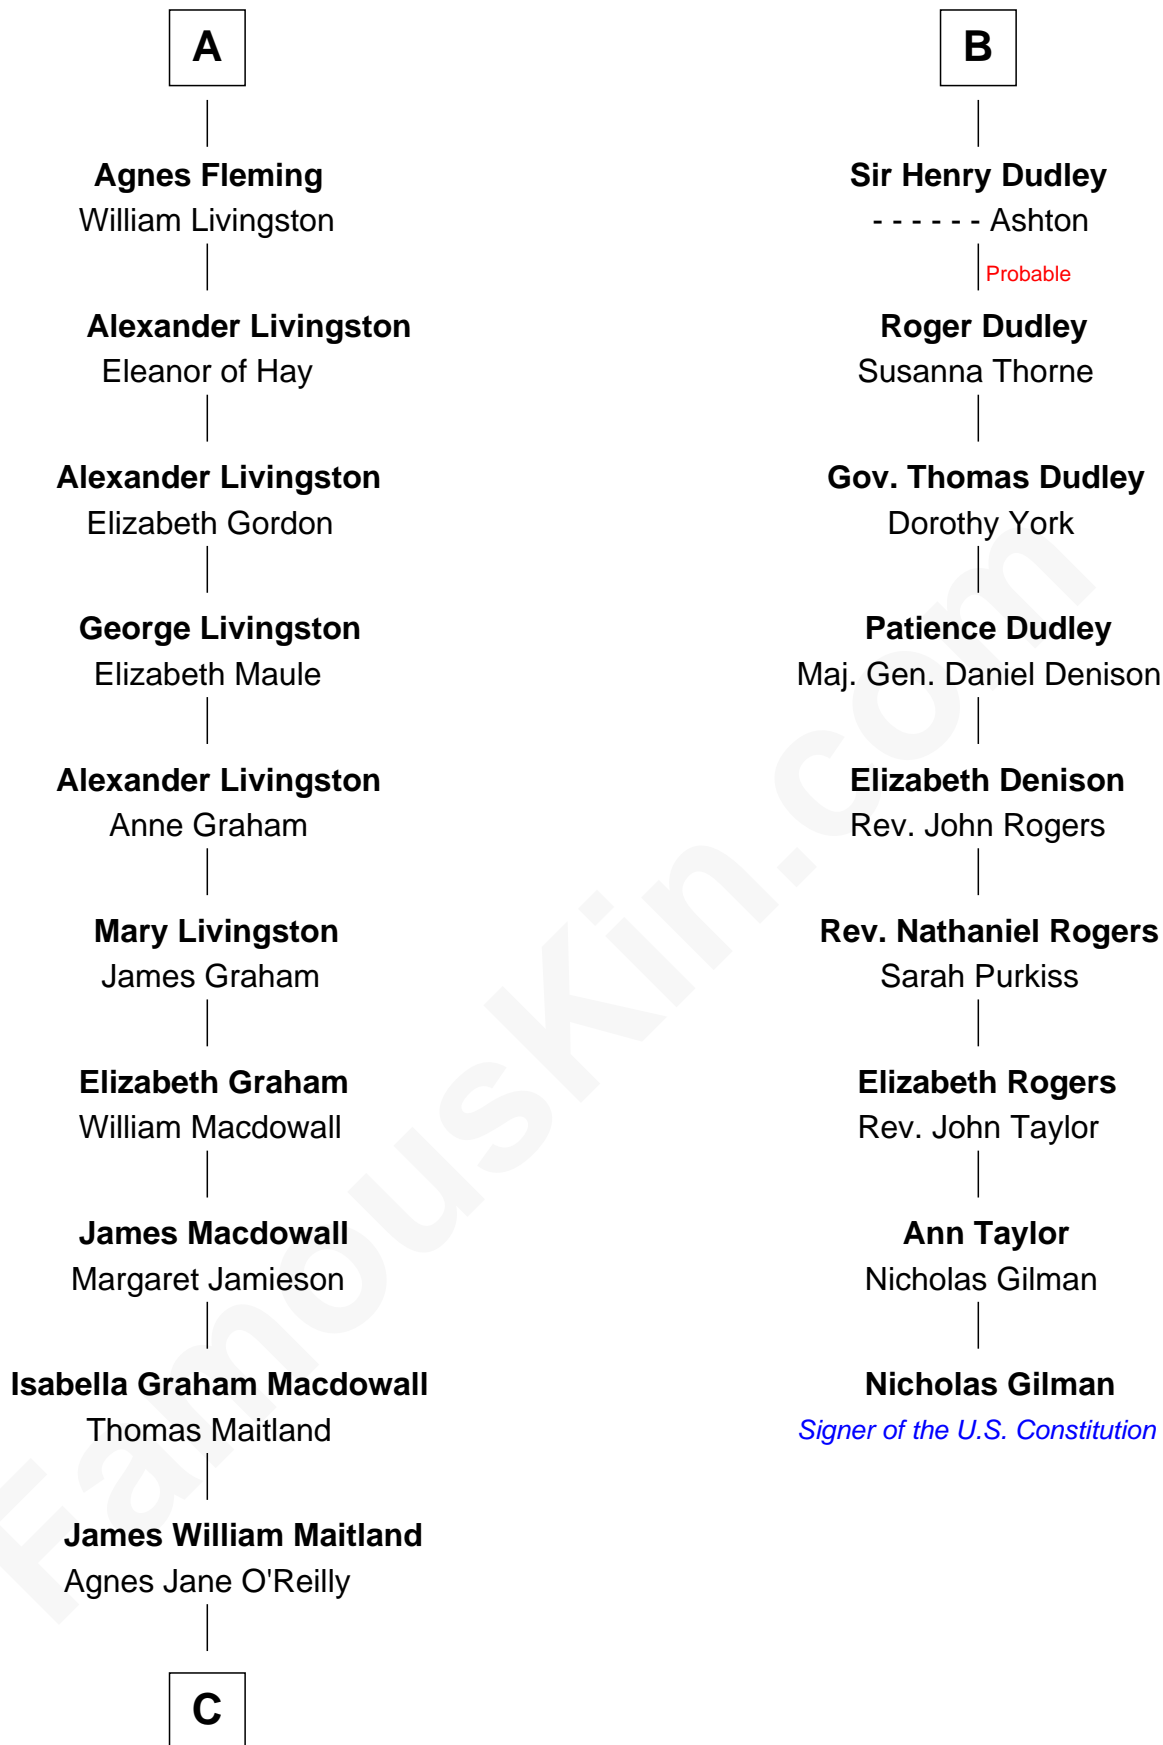 A
Agnes Fleming
William Livingston
Alexander Livingston
Eleanor of Hay
Alexander Livingston
Elizabeth Gordon
George Livingston
Elizabeth Maule
Alexander Livingston
Anne Graham
Mary Livingston
James Graham
Elizabeth Graham
William Macdowall
James Macdowall
Margaret Jamieson
Isabella Graham Macdowall
Thomas Maitland
James William Maitland
Agnes Jane O'Reilly
C
B
Sir Henry Dudley
- - - - - - Ashton
Probable
Roger Dudley
Susanna Thorne
Gov. Thomas Dudley
Dorothy York
Patience Dudley
Maj. Gen. Daniel Denison
Elizabeth Denison
Rev. John Rogers
Rev. Nathaniel Rogers
Sarah Purkiss
Elizabeth Rogers
Rev. John Taylor
Ann Taylor
Nicholas Gilman
Nicholas Gilman
Signer of the U.S. Constitution
FamousKin.com